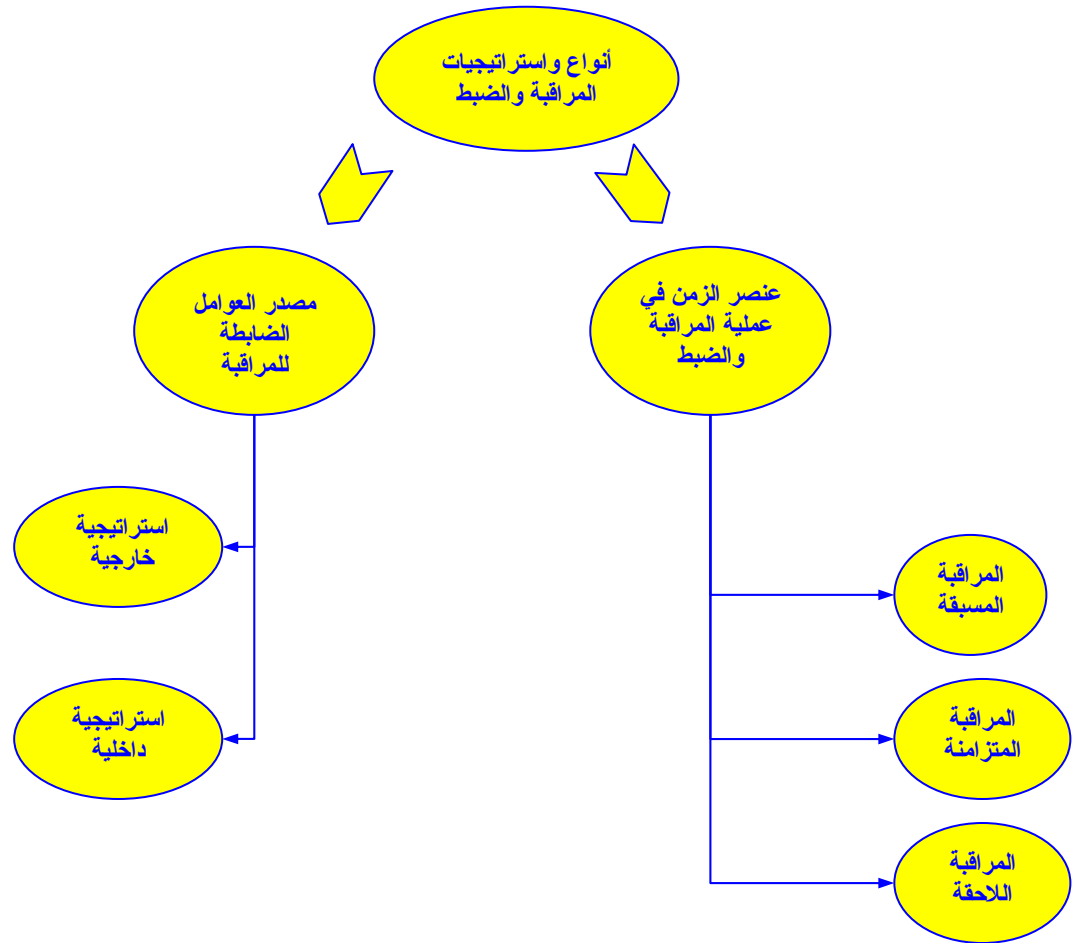 أنواع واستراتيجيات
المراقبة والضبط
عنصر الزمن في
عملية المراقبة
والضبط
مصدر العوامل
الضابطة
للمراقبة
المراقبة
المسبقة
المراقبة
المتزامنة
المراقبة
اللاحقة
استراتيجية
خارجية
استراتيجية
داخلية